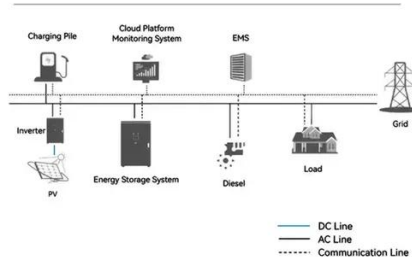 Charging Pile
Cloud Platform
Monitoring System
EMS
Grid
Inverter
PV
Energy Storage System
Diesel
Load
DC Line
AC Line
Communication Line